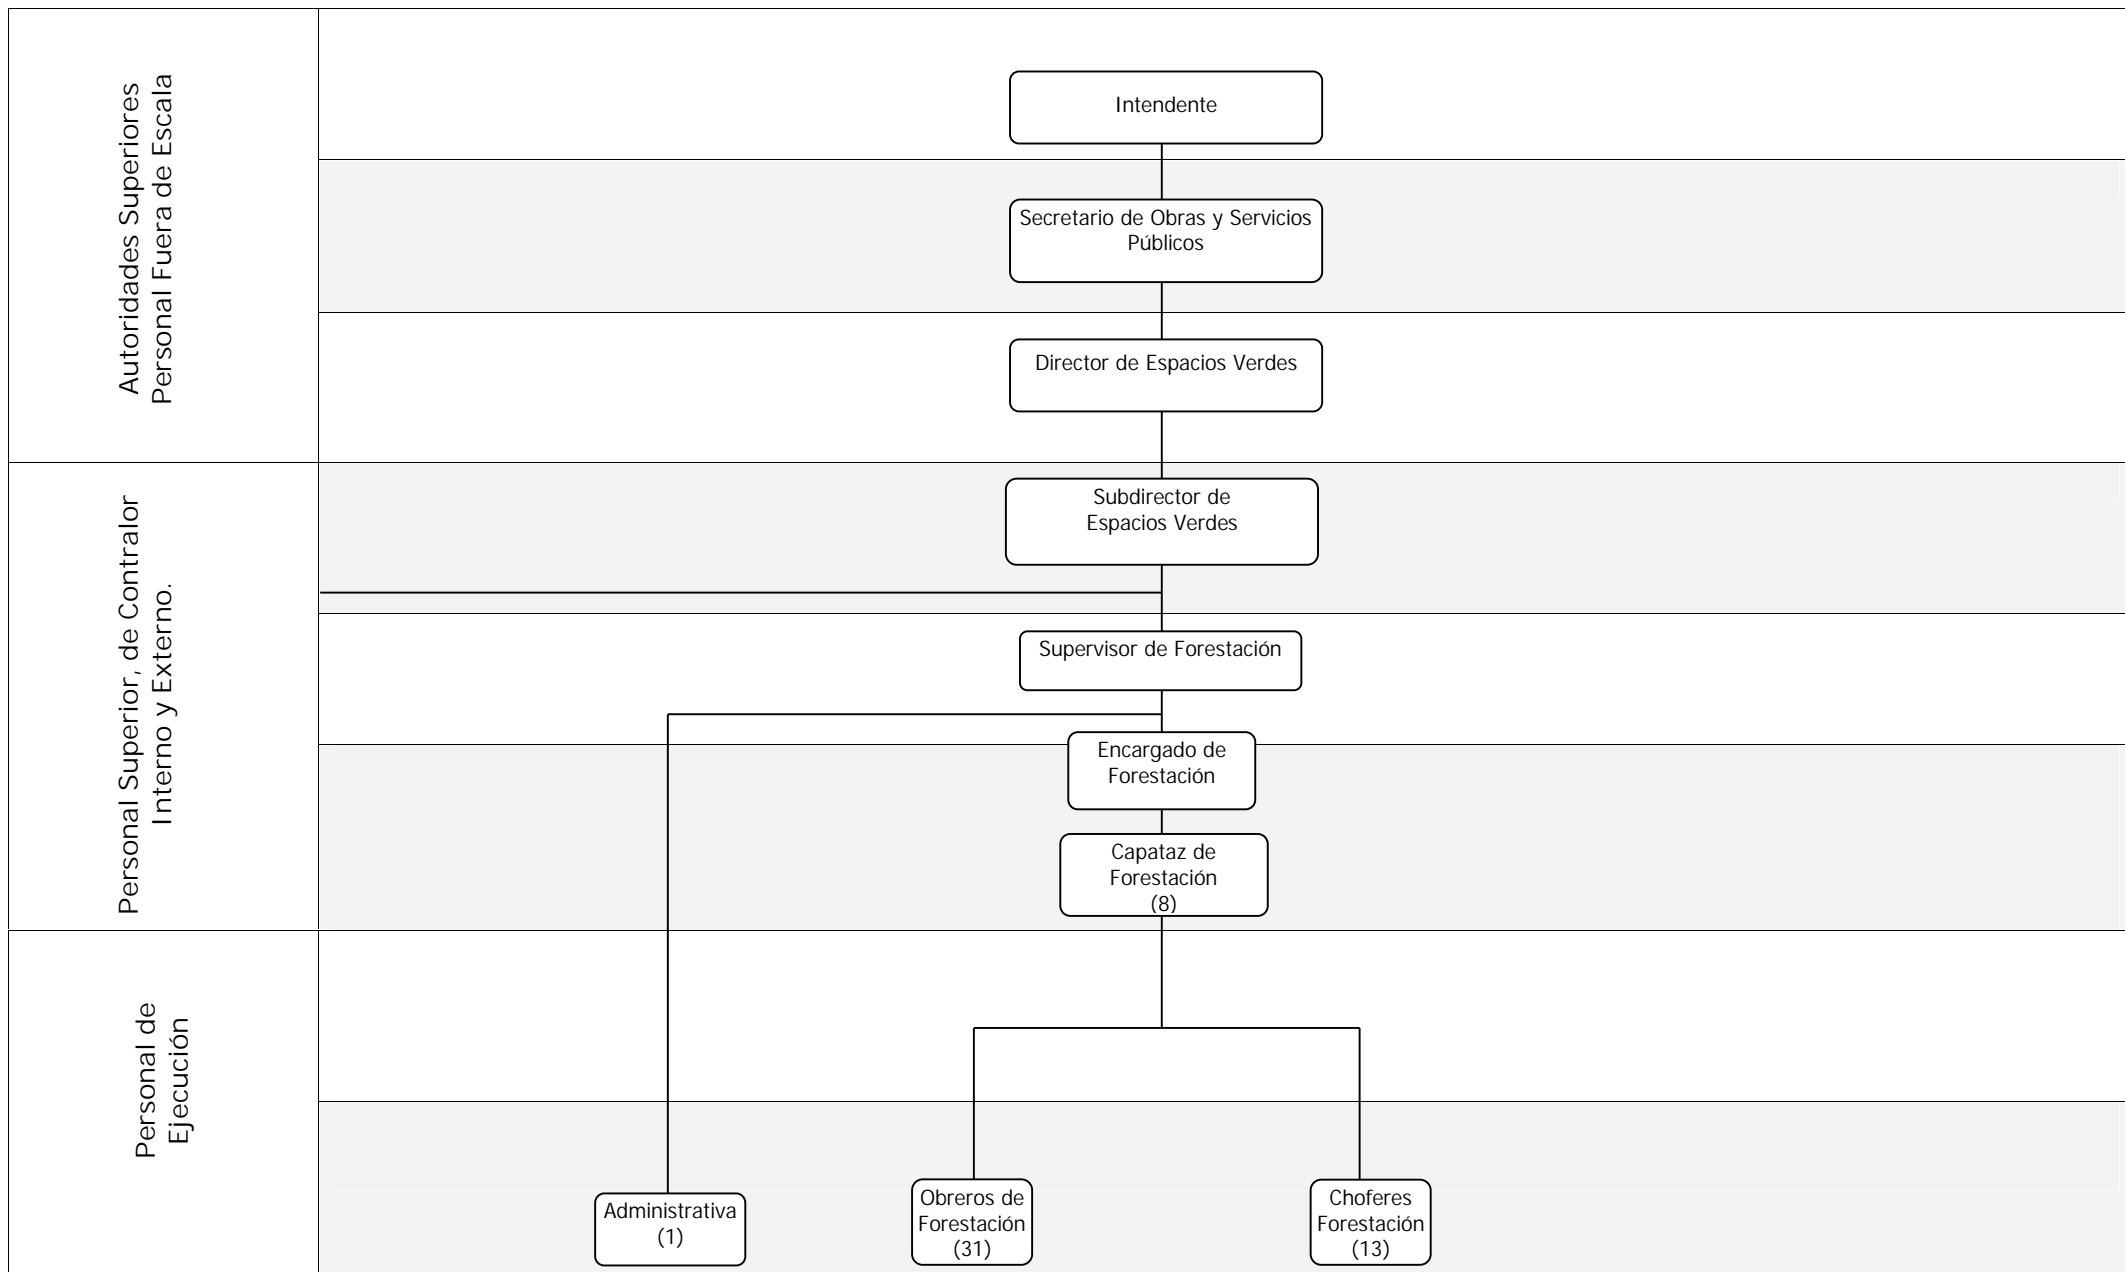 Autoridades Superiores
Personal Fuera de Escala
Intendente
Secretario de Obras y Servicios
Públicos
Director de Espacios Verdes
Personal Superior, de Contralor
Interno y Externo.
Subdirector de
Espacios Verdes
Supervisor de Forestación
Encargado de
Forestación
Capataz de
Forestación
(8)
Personal de
Ejecución
Administrativa
(1)
Obreros de
Forestación
(31)
Choferes
Forestación
(13)